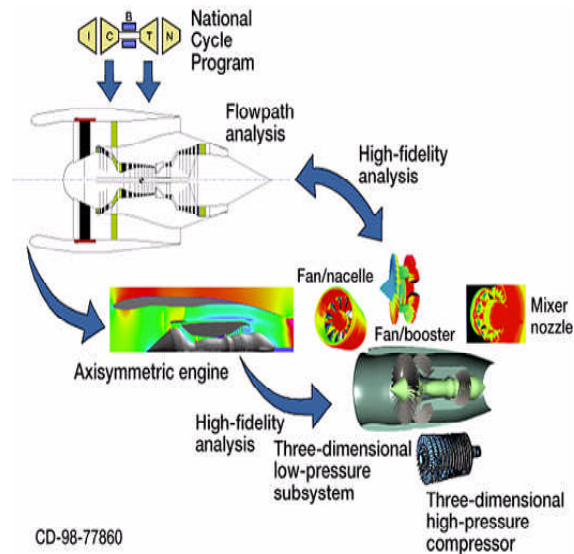 B
I C T N
National
Cycle
Program
Flowpath
analysis
High-fidelity
analysis
Fan/nacelle
Fan/booster
Mixer
nozzle
Axisymmetric engine
High-fidelity
analysis
Three-dimensional
low-pressure
subsystem
Three-dimensional
high-pressure
compressor
CD-98-77860